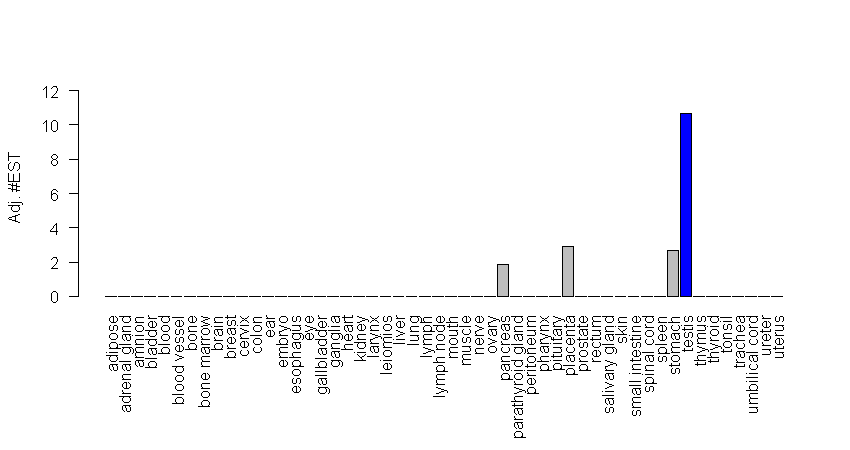 12
10
8
6
4
2
0
Adj. #EST
adipose
adrenal gland
amnion
bladder
blood
blood vessel
bone
bone marrow
brain
breast
cervix
colon
ear
embryo
esophagus
eye
gallbladder
ganglia
heart
kidney
larynx
leiomios
liver
lung
lymph
lymph node
mouth
muscle
nerve
ovary
pancreas
parathyroid gland
peritoneum
pharynx
pituitary
placenta
prostate
rectum
salivary gland
skin
small intestine
spinal cord
spleen
stomach
testis
thymus
thyroid
tonsil
trachea
umbilical cord
ureter
uterus